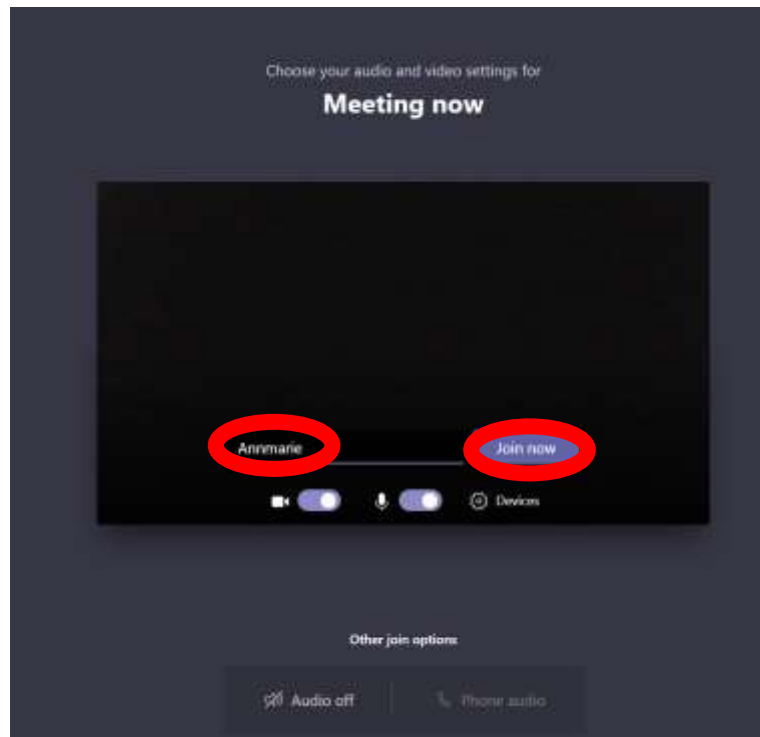 Choose your audio and video settings for
Meeting now
Annmarie
Join now
Devices
Other join options
Audio off
Phone audio